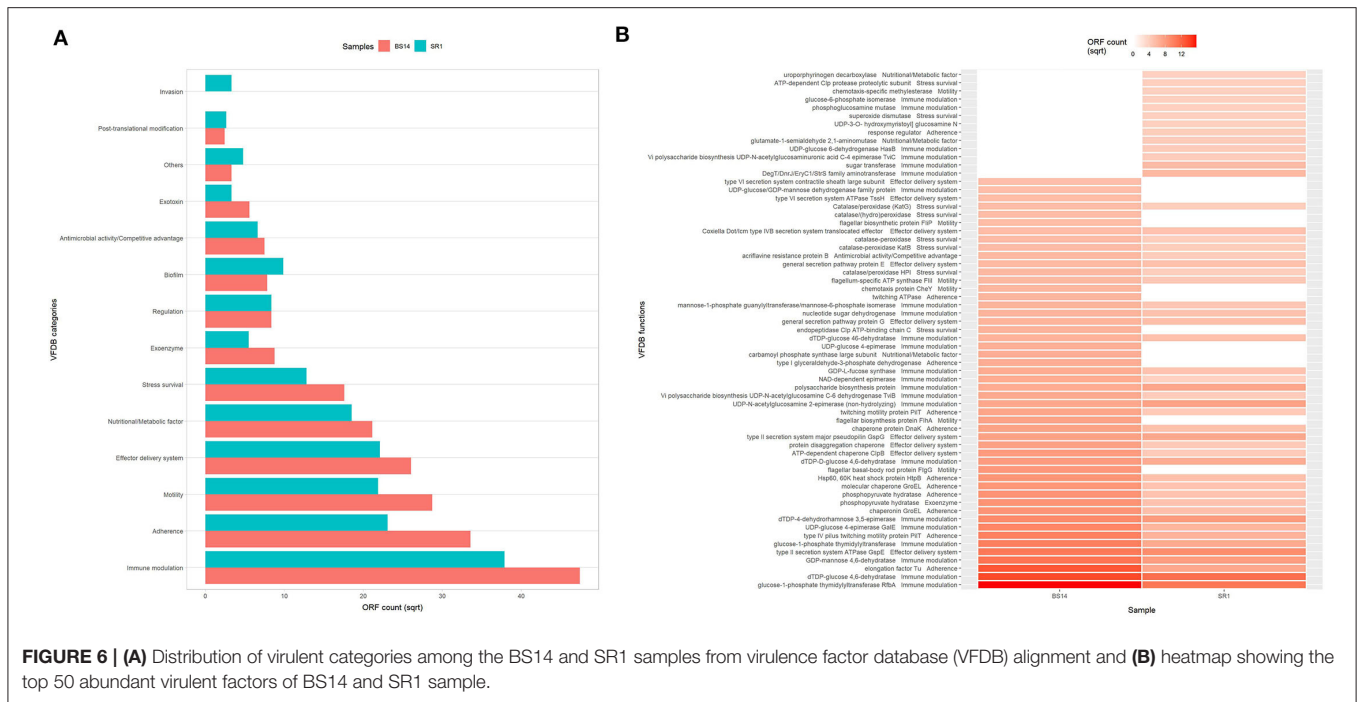 A
Samples BS14 SR1
VFDB categories
Invasion
Post-translational modification
Others
Exotoxin
Antimicrobial activity/Competitive advantage
Biofilm
Regulation
Exoenzyme
Stress survival
Nutritional/Metabolic factor
Effector delivery system
Motility
Adherence
Immune modulation
0 10 20 30 40
ORF count (sqrt)
B
ORF count
(sqrt)
0 4 8 12
VFDB functions
uroporphyrinogen decarboxylase Nutritional/Metabolic factor
ATP-dependent Clp protease proteolytic subunit Stress survival
chemotaxis-specific methylesterase Motility
glucose-6-phosphate isomerase Immune modulation
phosphoglucosamine mutase Immune modulation
superoxide dismutase Stress survival
UDP-3-O- hydroxymyristoyl] glucosamine N
response regulator Adherence
glutamate-1-semialdehyde 2,1-aminomutase Nutritional/Metabolic factor
UDP-glucose 6-dehydrogenase HasB Immune modulation
Vi polysaccharide biosynthesis UDP-N-acetylglucosaminuronic acid C-4 epimerase TviC Immune modulation
sugar transferase Immune modulation
DegT/DnrJ/EryC1/StrS family aminotransferase Immune modulation
type VI secretion system contractile sheath large subunit Effector delivery system
UDP-glucose/GDP-mannose dehydrogenase family protein Immune modulation
type VI secretion system ATPase TssH Effector delivery system
Catalase/peroxidase (KatG) Stress survival
catalase/(hydro)peroxidase Stress survival
flagellar biosynthetic protein FliP Motility
Coxiella Dot/Icm type IVB secretion system translocated effector Effector delivery system
catalase-peroxidase Stress survival
catalase-peroxidase KatB Stress survival
acriflavine resistance protein B Antimicrobial activity/Competitive advantage
general secretion pathway protein E Effector delivery system
catalase/peroxidase HPI Stress survival
flagellum-specific ATP synthase FliI Motility
chemotaxis protein CheY Motility
twitching ATPase Adherence
mannose-1-phosphate guanylyltransferase/mannose-6-phosphate isomerase Immune modulation
nucleotide sugar dehydrogenase Immune modulation
general secretion pathway protein G Effector delivery system
endopeptidase Clp ATP-binding chain C Stress survival
dTDP-glucose 46-dehydratase Immune modulation
UDP-glucose 4-epimerase Immune modulation
carbamoyl phosphate synthase large subunit Nutritional/Metabolic factor
type I glyceraldehyde-3-phosphate dehydrogenase Adherence
GDP-L-fucose synthase Immune modulation
NAD-dependent epimerase Immune modulation
polysaccharide biosynthesis protein Immune modulation
Vi polysaccharide biosynthesis UDP-N-acetylglucosamine C-6 dehydrogenase TviB Immune modulation
UDP-N-acetylglucosamine 2-epimerase (non-hydrolyzing) Immune modulation
twitching motility protein PilT Adherence
flagellar biosynthesis protein FlhA Motility
chaperone protein DnaK Adherence
type II secretion system major pseudopilin GspG Effector delivery system
protein disaggregation chaperone Effector delivery system
ATP-dependent chaperone ClpB Effector delivery system
dTDP-D-glucose 4,6-dehydratase Immune modulation
flagellar basal-body rod protein FlgG Motility
Hsp60, 60K heat shock protein HtpB Adherence
molecular chaperone GroEL Adherence
phosphopyruvate hydratase Adherence
phosphopyruvate hydratase Exoenzyme
chaperonin GroEL Adherence
dTDP-4-dehydrorhamnose 3,5-epimerase Immune modulation
UDP-glucose 4-epimerase GalE Immune modulation
type IV pilus twitching motility protein PilT Adherence
glucose-1-phosphate thymidylyltransferase Immune modulation
type II secretion system ATPase GspE Effector delivery system
GDP-mannose 4,6-dehydratase Immune modulation
elongation factor Tu Adherence
dTDP-glucose 4,6-dehydratase Immune modulation
glucose-1-phosphate thymidylyltransferase RfbA Immune modulation
BS14 SR1
Sample
FIGURE 6 | (A) Distribution of virulent categories among the BS14 and SR1 samples from virulence factor database (VFDB) alignment and (B) heatmap showing the
top 50 abundant virulent factors of BS14 and SR1 sample.